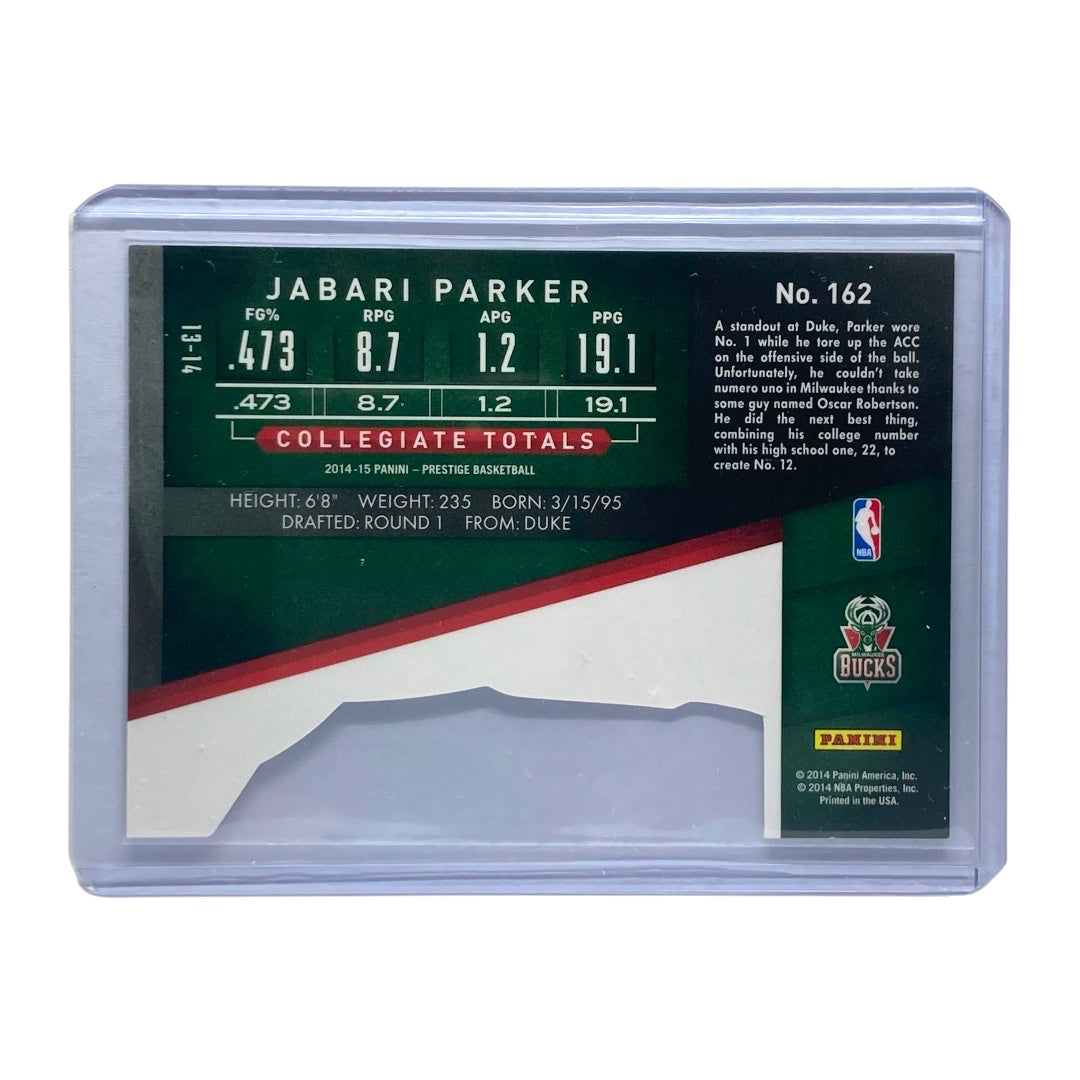 JABARI PARKER
FG% RPG APG PPG
13-14
.473 8.7 1.2 19.1
.473 8.7 1.2 19.1
COLLEGIATE TOTALS
2014-15 PANINI – PRESTIGE BASKETBALL
HEIGHT: 6'8" WEIGHT: 235 BORN: 3/15/95
DRAFTED: ROUND 1 FROM: DUKE
No. 162
A standout at Duke, Parker wore
No. 1 while he tore up the ACC
on the offensive side of the ball.
Unfortunately, he couldn't take
numero uno in Milwaukee thanks to
some guy named Oscar Robertson.
He did the next best thing,
combining his college number
with his high school one, 22, to
create No. 12.
NBA
MILWAUKEE
BUCKS
PANINI
© 2014 Panini America, Inc.
© 2014 NBA Properties, Inc.
Printed in the USA.